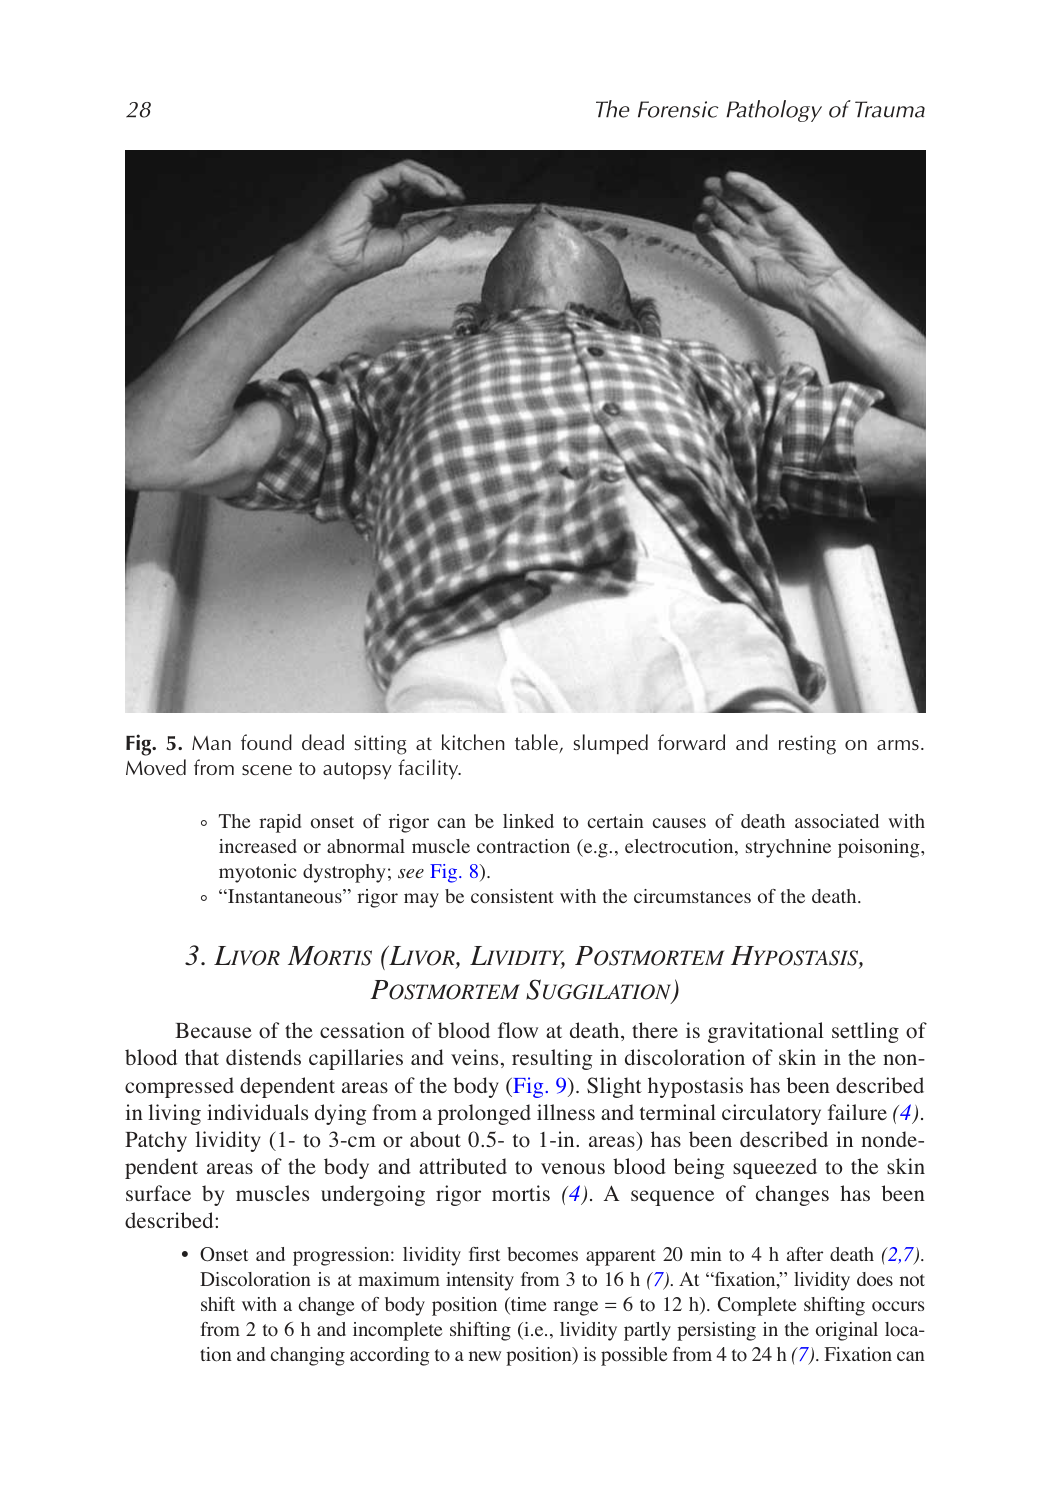 28
The Forensic Pathology of Trauma
Fig. 5. Man found dead sitting at kitchen table, slumped forward and resting on arms.
Moved from scene to autopsy facility.
◦ The rapid onset of rigor can be linked to certain causes of death associated with
increased or abnormal muscle contraction (e.g., electrocution, strychnine poisoning,
myotonic dystrophy; see Fig. 8).
◦ “Instantaneous” rigor may be consistent with the circumstances of the death.
3. LIVOR MORTIS (LIVOR, LIVIDITY, POSTMORTEM HYPOSTASIS,
POSTMORTEM SUGGILATION)
Because of the cessation of blood flow at death, there is gravitational settling of
blood that distends capillaries and veins, resulting in discoloration of skin in the non-
compressed dependent areas of the body (Fig. 9). Slight hypostasis has been described
in living individuals dying from a prolonged illness and terminal circulatory failure (4).
Patchy lividity (1- to 3-cm or about 0.5- to 1-in. areas) has been described in nonde-
pendent areas of the body and attributed to venous blood being squeezed to the skin
surface by muscles undergoing rigor mortis (4). A sequence of changes has been
described:
• Onset and progression: lividity first becomes apparent 20 min to 4 h after death (2,7).
Discoloration is at maximum intensity from 3 to 16 h (7). At “fixation,” lividity does not
shift with a change of body position (time range = 6 to 12 h). Complete shifting occurs
from 2 to 6 h and incomplete shifting (i.e., lividity partly persisting in the original loca-
tion and changing according to a new position) is possible from 4 to 24 h (7). Fixation can